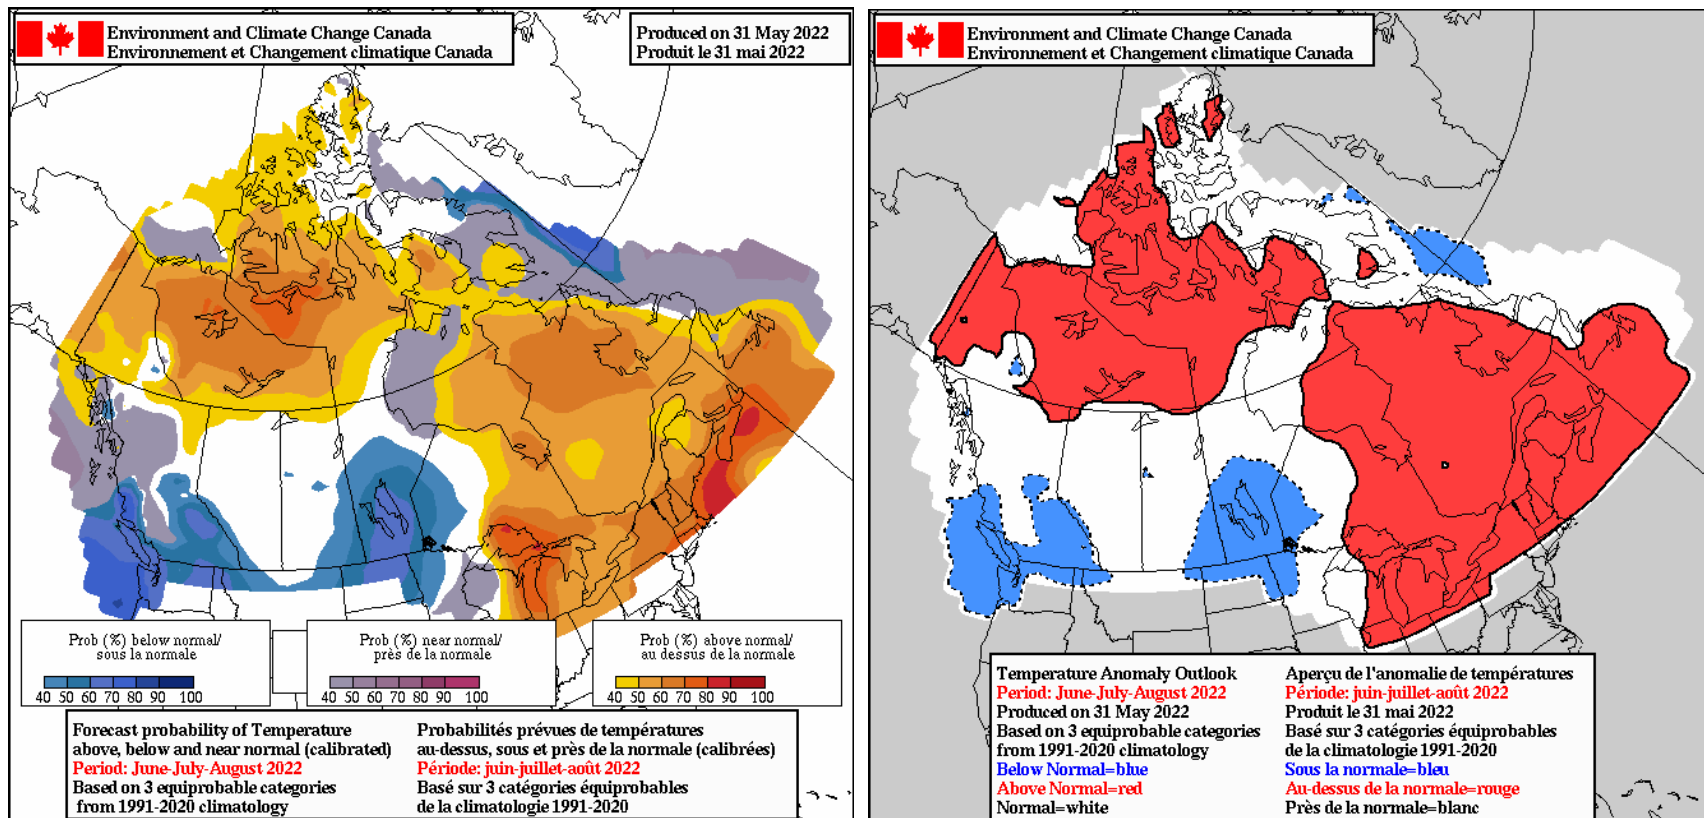 Environment and Climate Change Canada
Environnement et Changement climatique Canada
Produced on 31 May 2022
Produit le 31 mai 2022
Prob (%) below normal/
sous la normale
40 50 60 70 80 90 100
Prob (%) near normal/
près de la normale
40 50 60 70 80 90 100
Prob (%) above normal/
au dessus de la normale
40 50 60 70 80 90 100
Forecast probability of Temperature
above, below and near normal (calibrated)
Period: June-July-August 2022
Based on 3 equiprobable categories
from 1991-2020 climatology
Probabilités prévues de températures
au-dessus, sous et près de la normale (calibrées)
Période: juin-juillet-août 2022
Basé sur 3 catégories équiprobables
de la climatologie 1991-2020
Environment and Climate Change Canada
Environnement et Changement climatique Canada
Temperature Anomaly Outlook
Period: June-July-August 2022
Produced on 31 May 2022
Based on 3 equiprobable categories
from 1991-2020 climatology
Below Normal=blue
Above Normal=red
Normal=white
Aperçu de l'anomalie de températures
Période: juin-juillet-août 2022
Produit le 31 mai 2022
Basé sur 3 catégories équiprobables
de la climatologie 1991-2020
Sous la normale=bleu
Au-dessus de la normale=rouge
Près de la normale=blanc